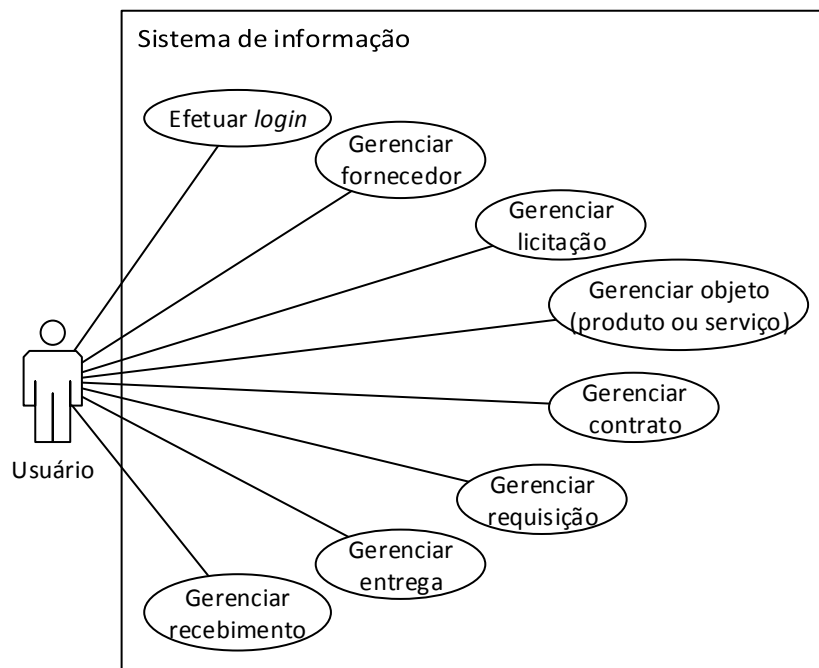 Sistema de informação
Efetuar login
Gerenciar
fornecedor
Gerenciar
licitação
Gerenciar objeto
(produto ou serviço)
Gerenciar
contrato
Usuário
Gerenciar
requisição
Gerenciar
entrega
Gerenciar
recebimento